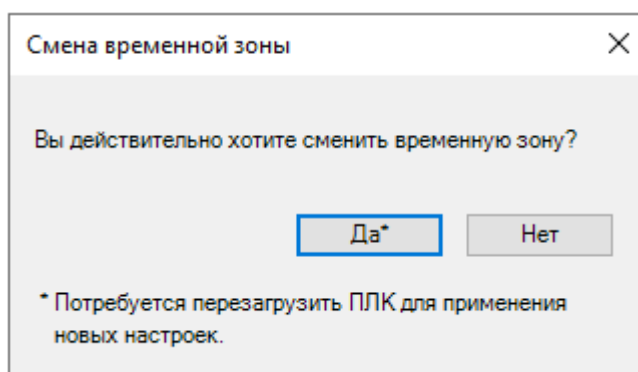 Смена временной зоны
Вы действительно хотите сменить временную зону?
Да* Нет
* Потребуется перезагрузить ПЛК для применения
новых настроек.